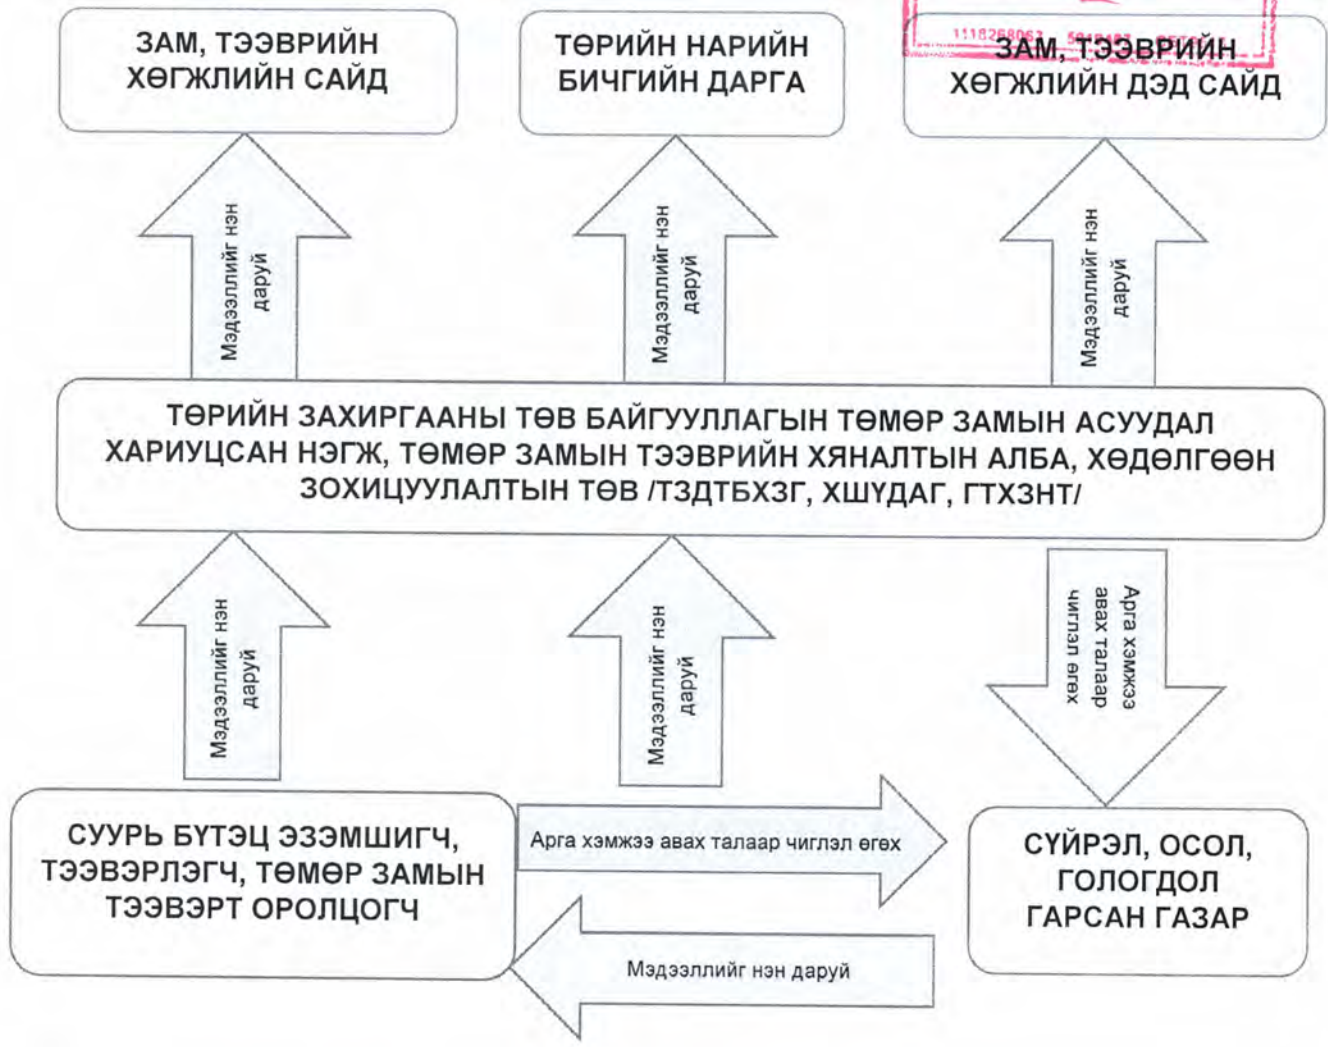 ЗАМ, ТЭЭВРИЙН
ХӨГЖЛИЙН САЙД
ТӨРИЙН НАРИЙН
БИЧГИЙН ДАРГА
1118268063
ЗАМ, ТЭЭВРИЙН
ХӨГЖЛИЙН ДЭД САЙД
Мэдээллийг нэн
даруй
Мэдээллийг нэн
даруй
Мэдээллийг нэн
даруй
ТӨРИЙН ЗАХИРГААНЫ ТӨВ БАЙГУУЛЛАГЫН ТӨМӨР ЗАМЫН АСУУДАЛ
ХАРИУЦСАН НЭГЖ, ТӨМӨР ЗАМЫН ТЭЭВРИЙН ХЯНАЛТЫН АЛБА, ХӨДӨЛГӨӨН
ЗОХИЦУУЛАЛТЫН ТӨВ /ТЗДТБХЗГ, ХШҮДАГ, ГТХЗНТ/
Мэдээллийг нэн
даруй
Мэдээллийг нэн
даруй
Арга хэмжээ
авах талаар
чиглэл өгөх
СУУРЬ БҮТЭЦ ЭЗЭМШИГЧ,
ТЭЭВЭРЛЭГЧ, ТӨМӨР ЗАМЫН
ТЭЭВЭРТ ОРОЛЦОГЧ
Арга хэмжээ авах талаар чиглэл өгөх
Мэдээллийг нэн даруй
СҮЙРЭЛ, ОСОЛ,
ГОЛОГДОЛ
ГАРСАН ГАЗАР